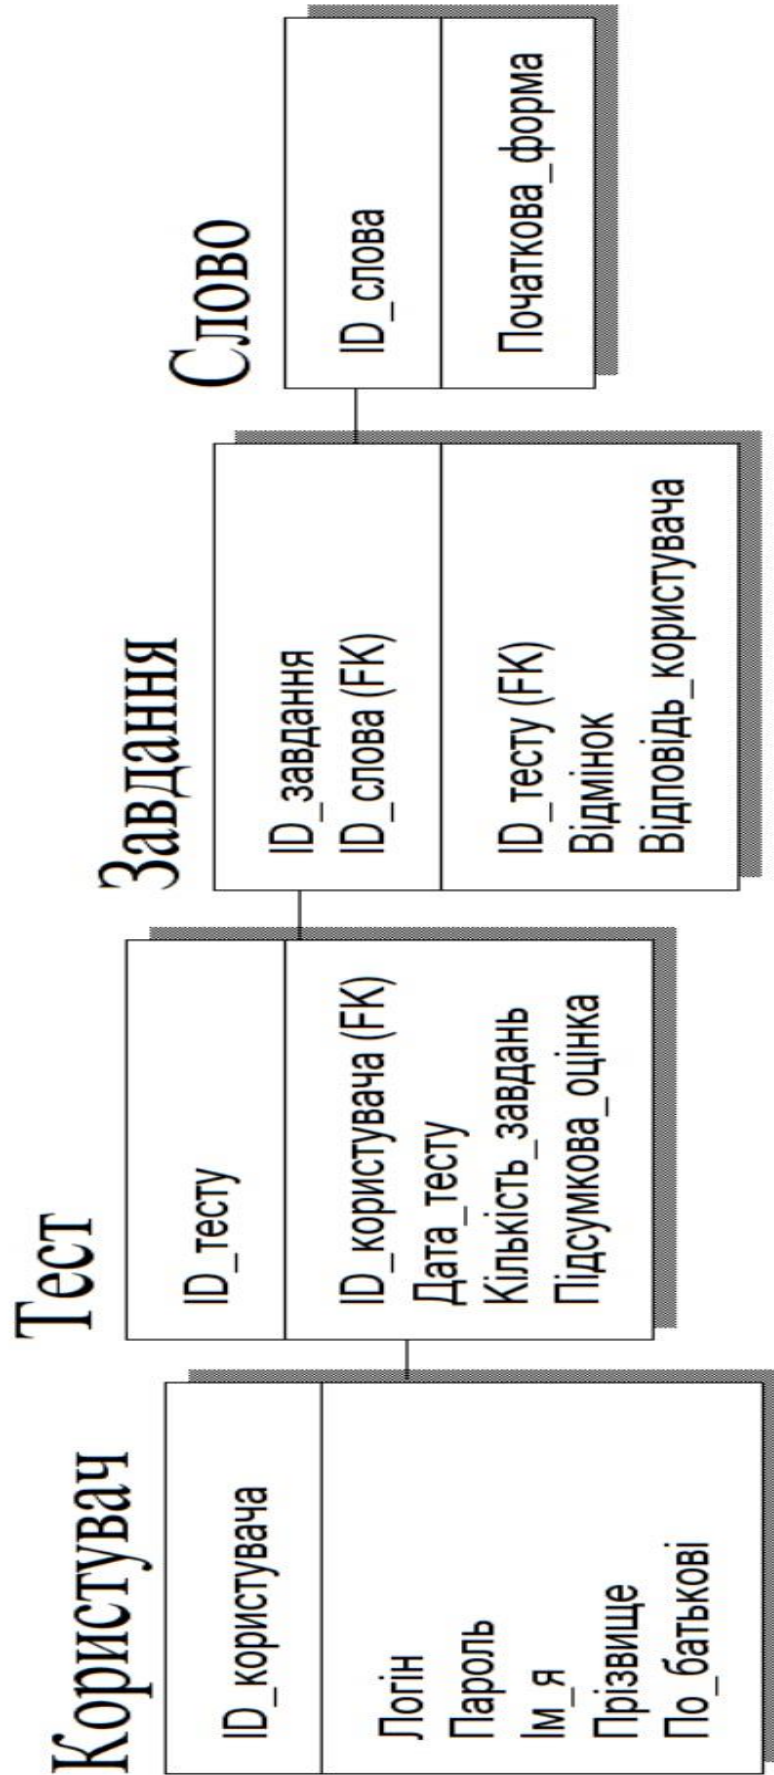 Користувач
ID_користувача
Логін
Пароль
Ім_я
Прізвище
По_батькові
Тест
ID_тесту
ID_користувача (FK)
Дата_тесту
Кількість_завдань
Підсумкова_оцінка
Завдання
ID_завдання
ID_слова (FK)
ID_тесту (FK)
Відмінок
Відповідь_користувача
Слово
ID_слова
Початкова_форма